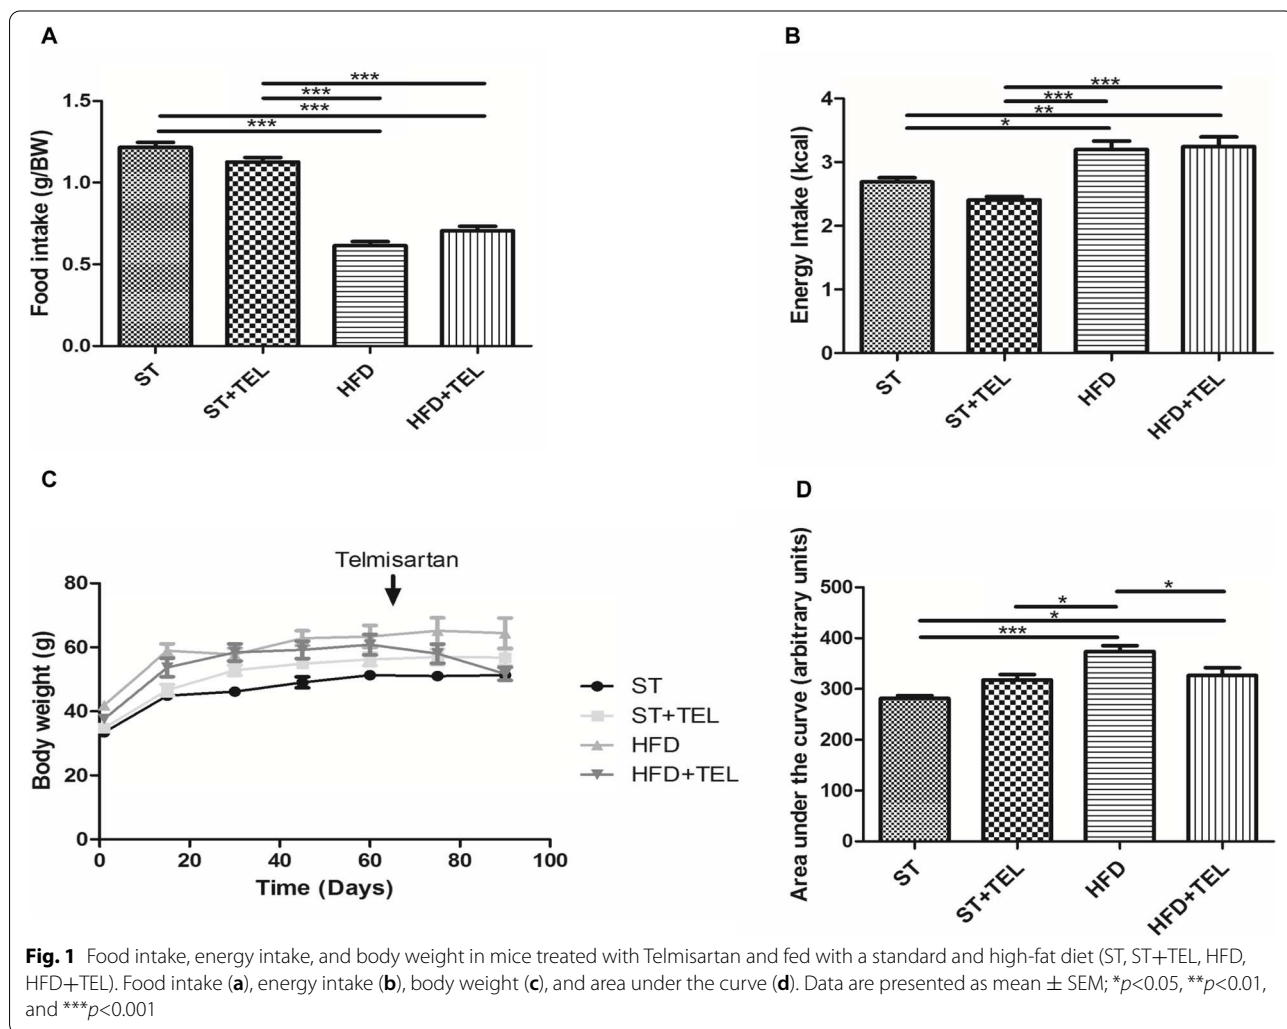 A
***
***
***
***
1.5
1.0
0.5
0.0
Food intake (g/BW)
ST
ST+TEL
HFD
HFD+TEL
B
***
***
**
*
4
3
2
1
0
Energy Intake (kcal)
ST
ST+TEL
HFD
HFD+TEL
C
Telmisartan
80
60
40
20
0
Body weight (g)
0 20 40 60 80 100
Time (Days)
ST
ST+TEL
HFD
HFD+TEL
D
*
*
*
***
500
400
300
200
100
0
Area under the curve (arbitrary units)
ST
ST+TEL
HFD
HFD+TEL
Fig. 1 Food intake, energy intake, and body weight in mice treated with Telmisartan and fed with a standard and high-fat diet (ST, ST+TEL, HFD,
HFD+TEL). Food intake (a), energy intake (b), body weight (c), and area under the curve (d). Data are presented as mean ± SEM; *p<0.05, **p<0.01,
and ***p<0.001